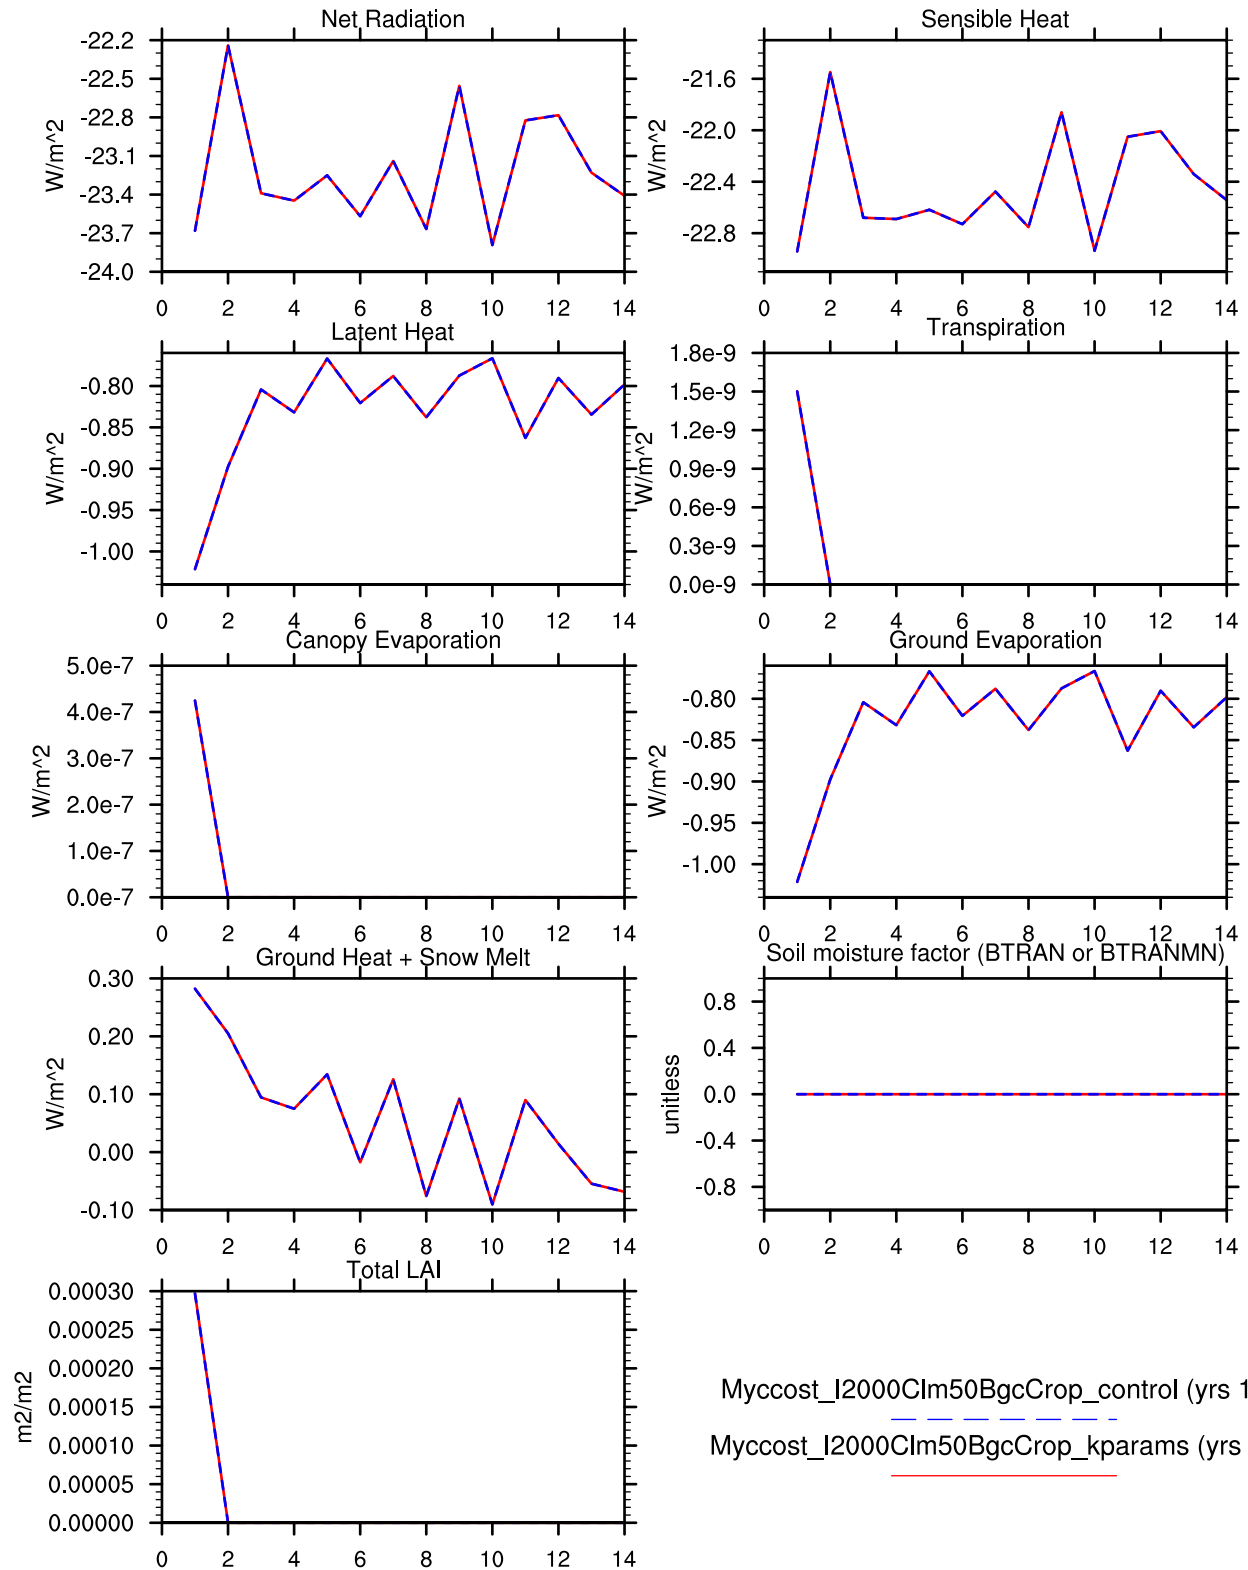 Net Radiation
W/m^2
-22.2
-22.5
-22.8
-23.1
-23.4
-23.7
-24.0
0 2 4 6 8 10 12 14
Sensible Heat
W/m^2
-21.6
-22.0
-22.4
-22.8
0 2 4 6 8 10 12 14
Latent Heat
W/m^2
-0.80
-0.85
-0.90
-0.95
-1.00
0 2 4 6 8 10 12 14
Transpiration
W/m^2
1.8e-9
1.5e-9
1.2e-9
0.9e-9
0.6e-9
0.3e-9
0.0e-9
0 2 4 6 8 10 12 14
Canopy Evaporation
W/m^2
5.0e-7
4.0e-7
3.0e-7
2.0e-7
1.0e-7
0.0e-7
0 2 4 6 8 10 12 14
Ground Evaporation
W/m^2
-0.80
-0.85
-0.90
-0.95
-1.00
0 2 4 6 8 10 12 14
Ground Heat + Snow Melt
W/m^2
0.30
0.20
0.10
0.00
-0.10
0 2 4 6 8 10 12 14
Soil moisture factor (BTRAN or BTRANMN)
unitless
0.8
0.4
0.0
-0.4
-0.8
0 2 4 6 8 10 12 14
Total LAI
m2/m2
0.00030
0.00025
0.00020
0.00015
0.00010
0.00005
0.00000
0 2 4 6 8 10 12 14
Myccost_I2000Clm50BgcCrop_control (yrs 1
Myccost_I2000Clm50BgcCrop_kparams (yrs